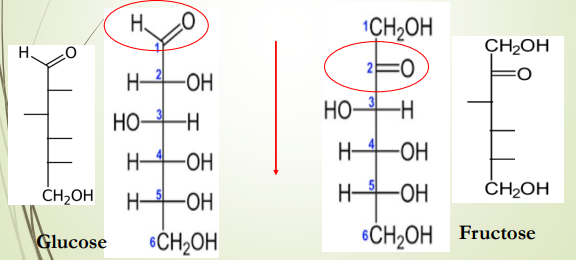 H O
CH₂OH
H O
1
H 2 OH
HO 3 H
H 4 OH
H 5 OH
6CH₂OH
Glucose
1CH₂OH
2 O
HO 3 H
H 4 OH
H 5 OH
6CH₂OH
CH₂OH
O
CH₂OH
Fructose